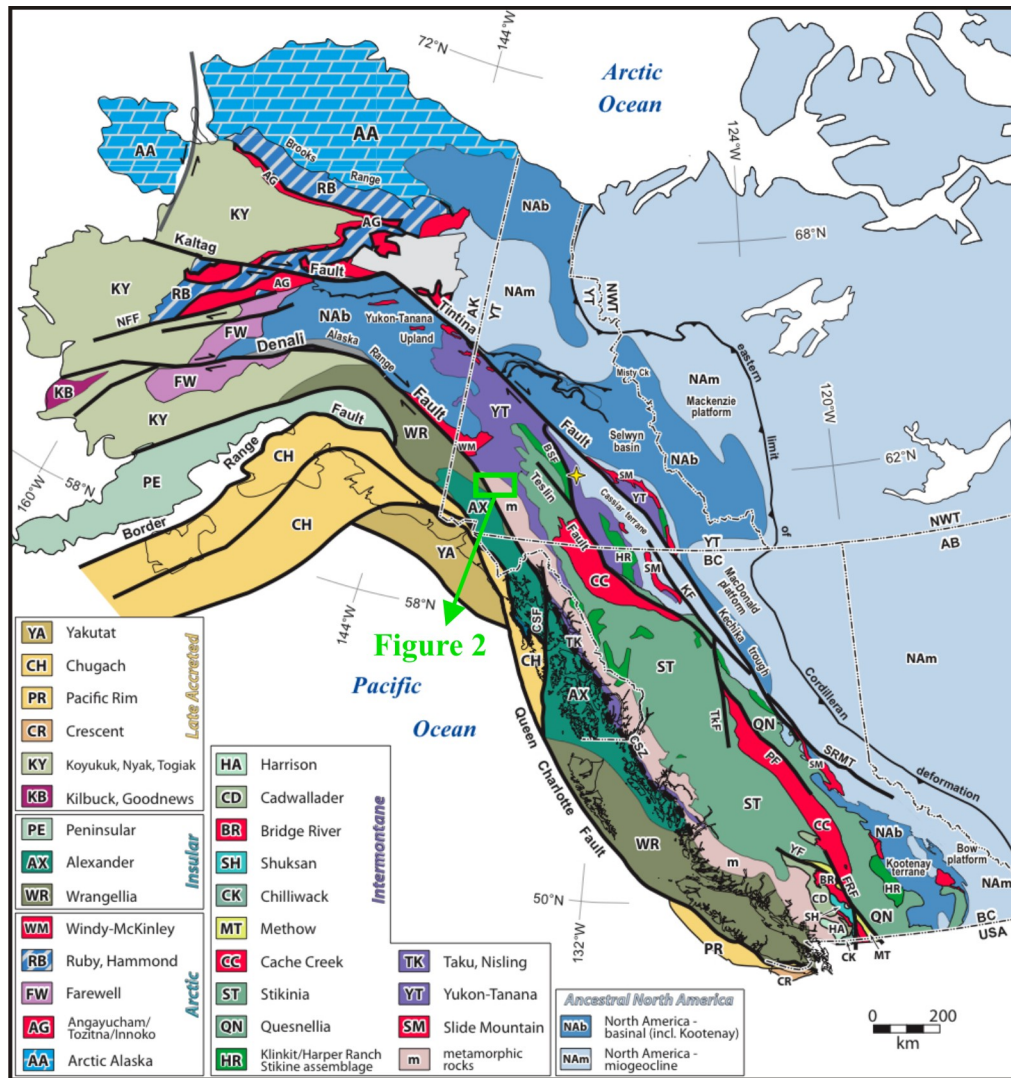 72°N
144°W
Arctic
Ocean
124°W
AA
AA
Brooks
Range
AG
RB
NAb
KY
AG
68°N
Kaltag
Fault
KY
RB
AG
NAm
AK
YT
NWT
YT
Tintina
NFF
FW
NAb
Yukon-Tanana
Upland
Denali
Alaska
Range
Misty Ck
eastern
NAm
Mackenzie
platform
120°W
KB
FW
KY
Fault
YT
Fault
Selwyn
basin
limit
WR
WM
BSF
NAb
62°N
Fault
CH
Range
Border
PE
160°W
58°N
SM
YT
Teslin
Cassiar terrane
AX
m
of
NWT
AB
YT
BC
CH
YA
Fault
HR
SM
CC
KF
MacDonald
platform
Kechika
trough
58°N
144°W
CSF
TK
Figure 2
CH
ST
NAm
Pacific
Ocean
AX
Cordilleran
TkF
QN
Queen
Charlotte
Fault
CSZ
PF
SRMT
SM
deformation
ST
CC
NAb
WR
Kootenay
terrane
Bow
platform
m
YF
BR
CD
FRF
HR
NAm
50°N
SH
HA
QN
BC
USA
132°W
PR
CR
CK
MT
YA Yakutat
CH Chugach
PR Pacific Rim
CR Crescent
KY Koyukuk, Nyak, Togiak
KB Kilbuck, Goodnews
Late Accreted
PE Peninsular
AX Alexander
WR Wrangellia
Insular
WM Windy-McKinley
RB Ruby, Hammond
FW Farewell
AG Angayucham/
Tozitna/Innoko
AA Arctic Alaska
Arctic
HA Harrison
CD Cadwallader
BR Bridge River
SH Shuksan
CK Chilliwack
MT Methow
CC Cache Creek
ST Stikinia
QN Quesnellia
HR Klinkit/Harper Ranch
Stikine assemblage
Intermontane
TK Taku, Nisling
YT Yukon-Tanana
SM Slide Mountain
m metamorphic
rocks
Ancestral North America
NAb North America -
basinal (incl. Kootenay)
NAm North America -
miogeocline
0 200
km